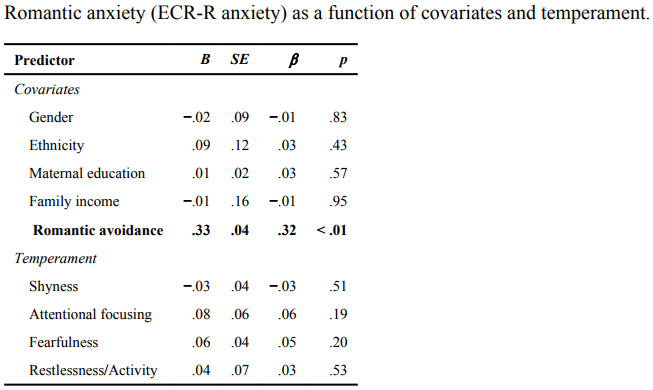 Romantic anxiety (ECR-R anxiety) as a function of covariates and temperament.
Predictor B SE β p
Covariates
Gender −.02 .09 −.01 .83
Ethnicity .09 .12 .03 .43
Maternal education .01 .02 .03 .57
Family income −.01 .16 −.01 .95
Romantic avoidance .33 .04 .32 < .01
Temperament
Shyness −.03 .04 −.03 .51
Attentional focusing .08 .06 .06 .19
Fearfulness .06 .04 .05 .20
Restlessness/Activity .04 .07 .03 .53